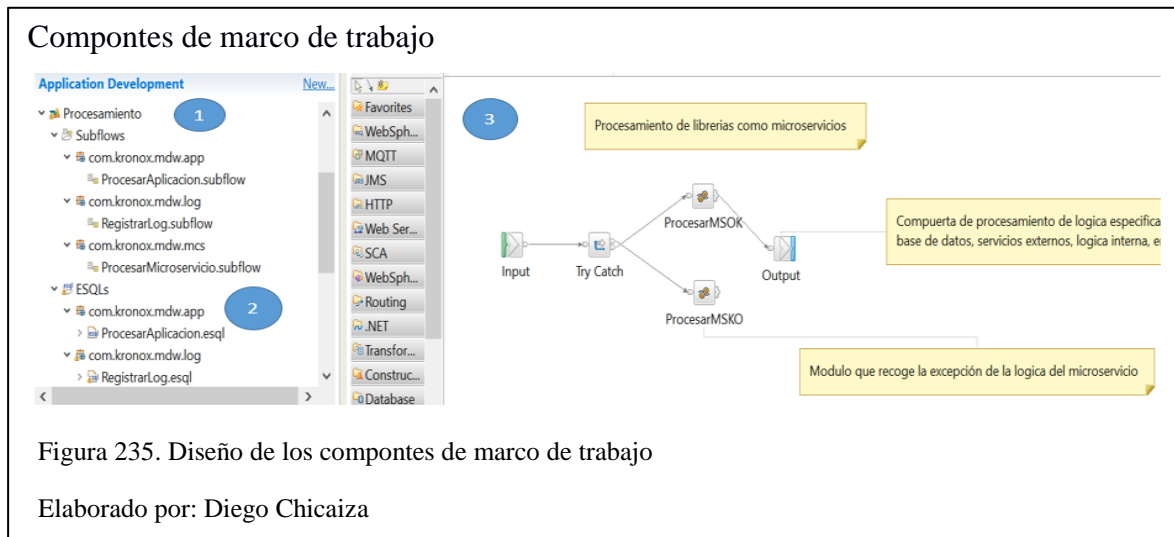 Compontes de marco de trabajo
Application Development
New...
Procesamiento
1
Subflows
com.kronox.mdw.app
ProcesarAplicacion.subflow
com.kronox.mdw.log
RegistrarLog.subflow
com.kronox.mdw.mcs
ProcesarMicroservicio.subflow
ESQLs
2
com.kronox.mdw.app
ProcesarAplicacion.esql
com.kronox.mdw.log
RegistrarLog.esql
Favorites
WebSph...
MQTT
JMS
HTTP
Web Ser...
SCA
WebSph...
Routing
.NET
Transfor...
Construc...
Database
3
Procesamiento de librerias como microservicios
Input
Try Catch
ProcesarMSOK
Output
ProcesarMSKO
Compuerta de procesamiento de logica especifica
base de datos, servicios externos, logica interna,
Modulo que recoge la excepción de la logica del microservicio
Figura 235. Diseño de los compontes de marco de trabajo
Elaborado por: Diego Chicaiza